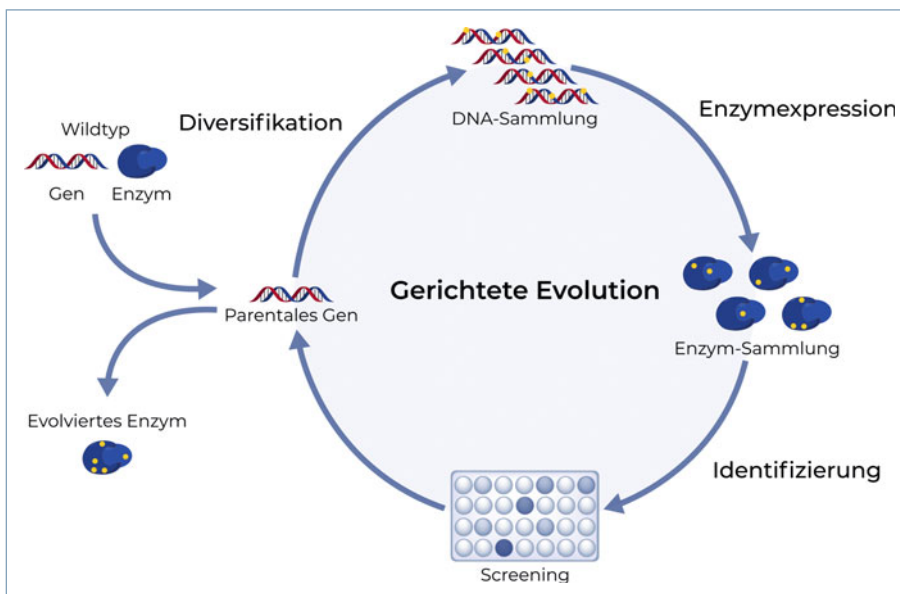 DNA-Sammlung
Diversifikation
Enzymexpression
Wildtyp
Gen Enzym
Gerichtete Evolution
Parentales Gen
Enzym-Sammlung
Evolviertes Enzym
Identifizierung
Screening